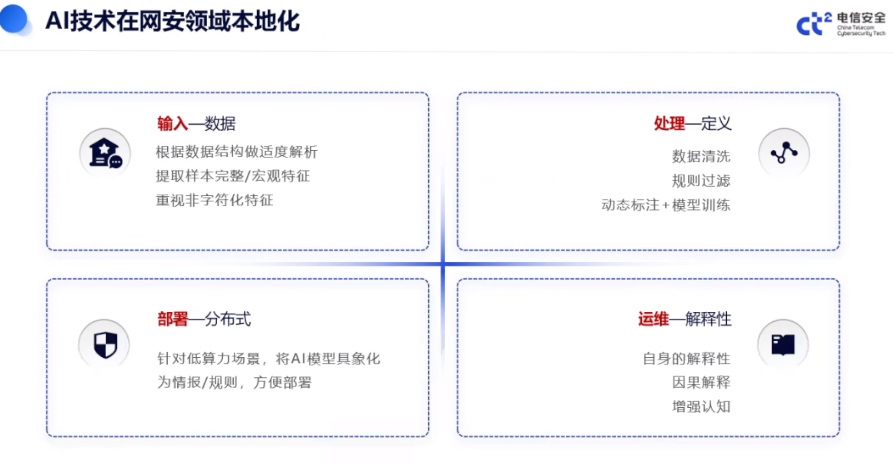 AI技术在网安领域本地化
ct²
电信安全
China Telecom
Cybersecurity Tech
输入—数据
根据数据结构做适度解析
提取样本完整/宏观特征
重视非字符化特征
处理—定义
数据清洗
规则过滤
动态标注+模型训练
部署—分布式
针对低算力场景，将AI模型具象化
为情报/规则，方便部署
运维—解释性
自身的解释性
因果解释
增强认知